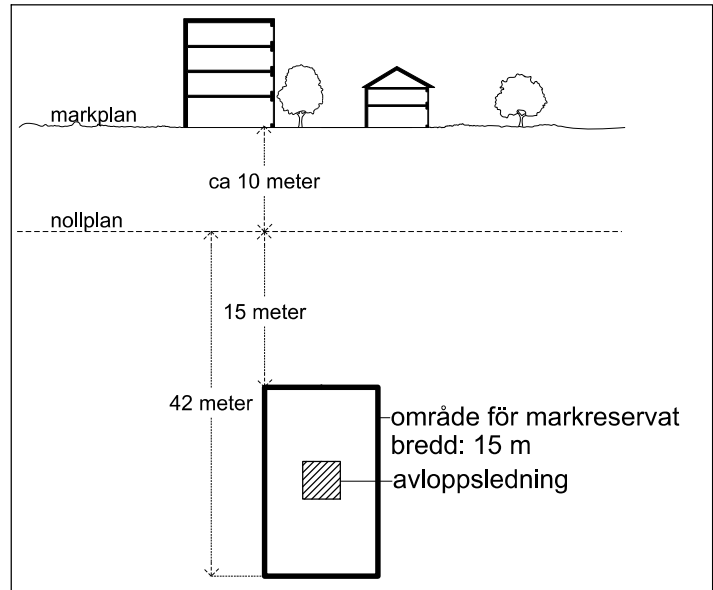 markplan
ca 10 meter
nollplan
15 meter
42 meter
område för markreservat
bredd: 15 m
avloppsledning